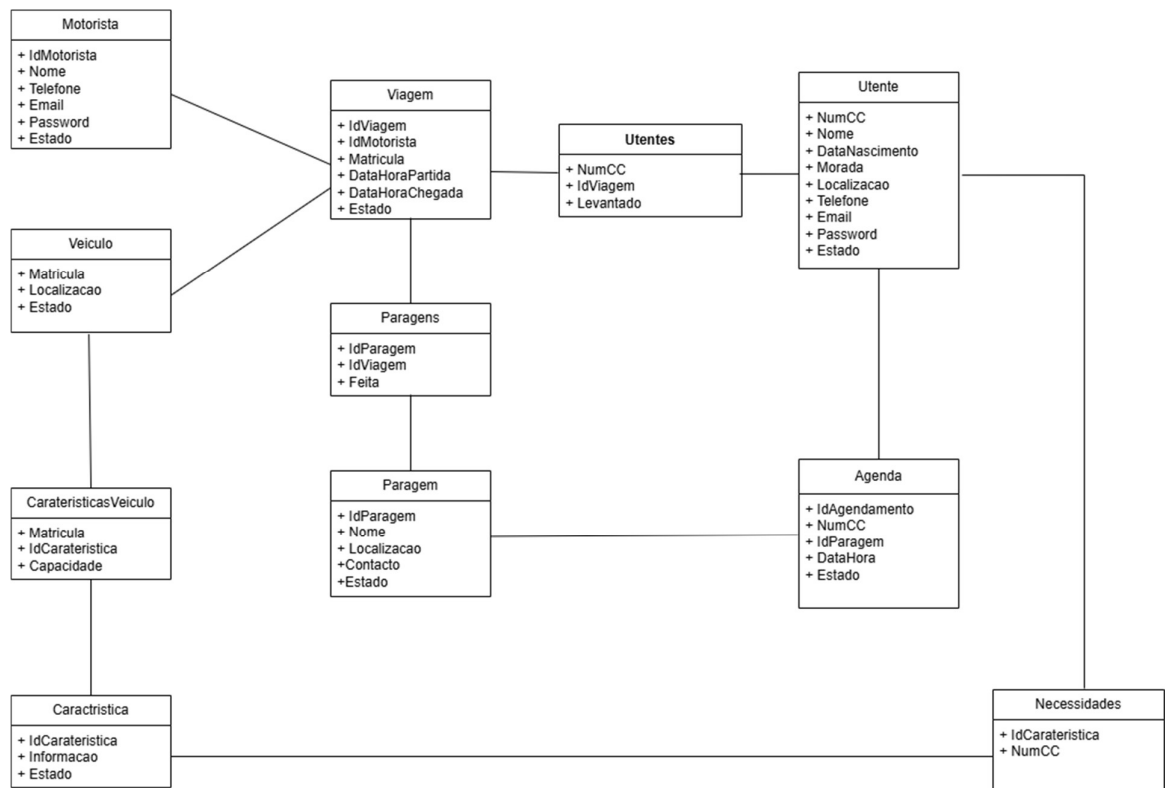 Motorista
+ IdMotorista
+ Nome
+ Telefone
+ Email
+ Password
+ Estado
Viagem
+ IdViagem
+ IdMotorista
+ Matricula
+ DataHoraPartida
+ DataHoraChegada
+ Estado
Utentes
+ NumCC
+ IdViagem
+ Levantado
Utente
+ NumCC
+ Nome
+ DataNascimento
+ Morada
+ Localizacao
+ Telefone
+ Email
+ Password
+ Estado
Veiculo
+ Matricula
+ Localizacao
+ Estado
Paragens
+ IdParagem
+ IdViagem
+ Feita
CarateristicasVeiculo
+ Matricula
+ IdCarateristica
+ Capacidade
Paragem
+ IdParagem
+ Nome
+ Localizacao
+Contacto
+Estado
Agenda
+ IdAgendamento
+ NumCC
+ IdParagem
+ DataHora
+ Estado
Caractristica
+ IdCarateristica
+ Informacao
+ Estado
Necessidades
+ IdCarateristica
+ NumCC